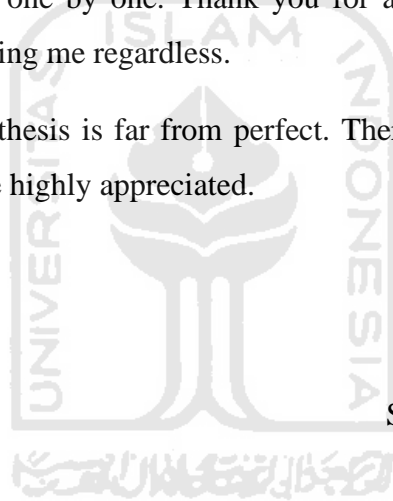 one by one. Thank you for a
ing me regardless.
thesis is far from perfect. Ther
highly appreciated.
S
ISLAM
UNIVERSITAS
INDONESIA